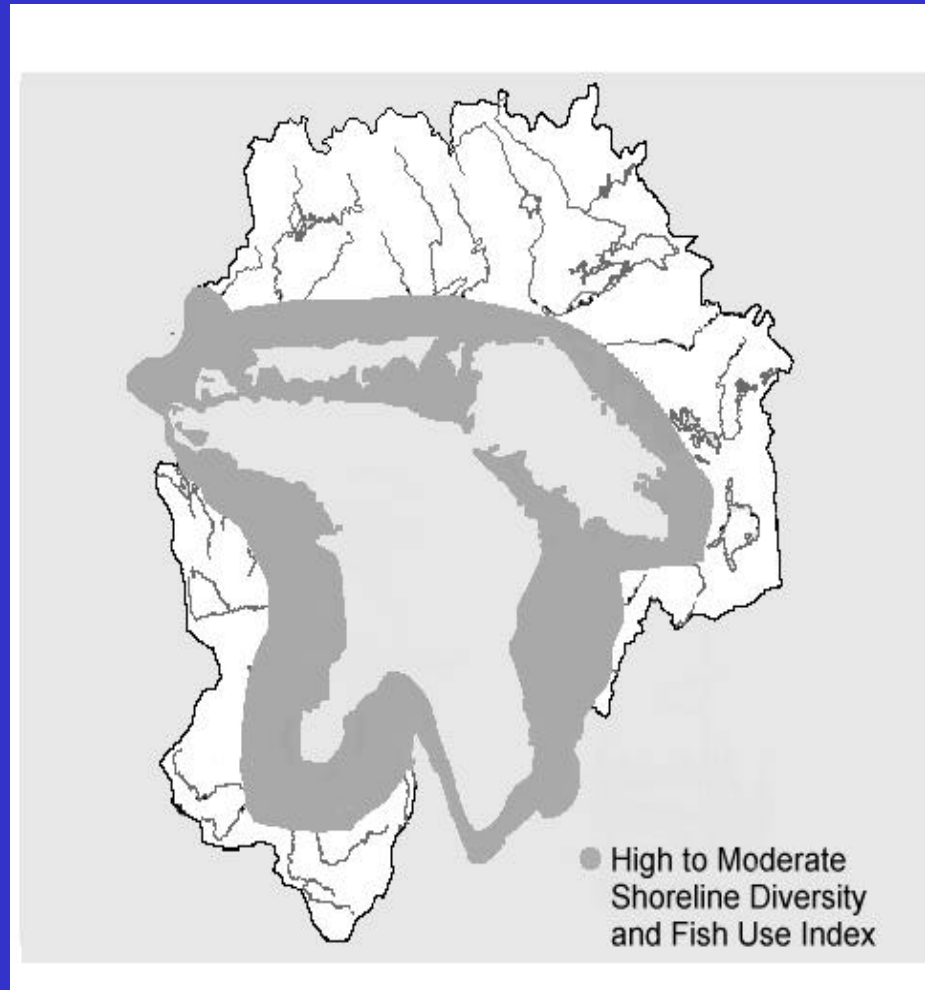 High to Moderate
Shoreline Diversity
and Fish Use Index